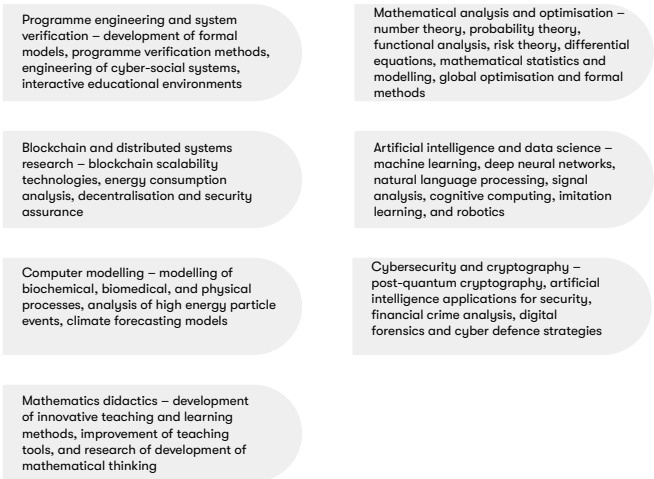 Programme engineering and system
verification – development of formal
models, programme verification methods,
engineering of cyber-social systems,
interactive educational environments
Mathematical analysis and optimisation –
number theory, probability theory,
functional analysis, risk theory, differential
equations, mathematical statistics and
modelling, global optimisation and formal
methods
Blockchain and distributed systems
research – blockchain scalability
technologies, energy consumption
analysis, decentralisation and security
assurance
Artificial intelligence and data science –
machine learning, deep neural networks,
natural language processing, signal
analysis, cognitive computing, imitation
learning, and robotics
Computer modelling – modelling of
biochemical, biomedical, and physical
processes, analysis of high energy particle
events, climate forecasting models
Cybersecurity and cryptography –
post-quantum cryptography, artificial
intelligence applications for security,
financial crime analysis, digital
forensics and cyber defence strategies
Mathematics didactics – development
of innovative teaching and learning
methods, improvement of teaching
tools, and research of development of
mathematical thinking